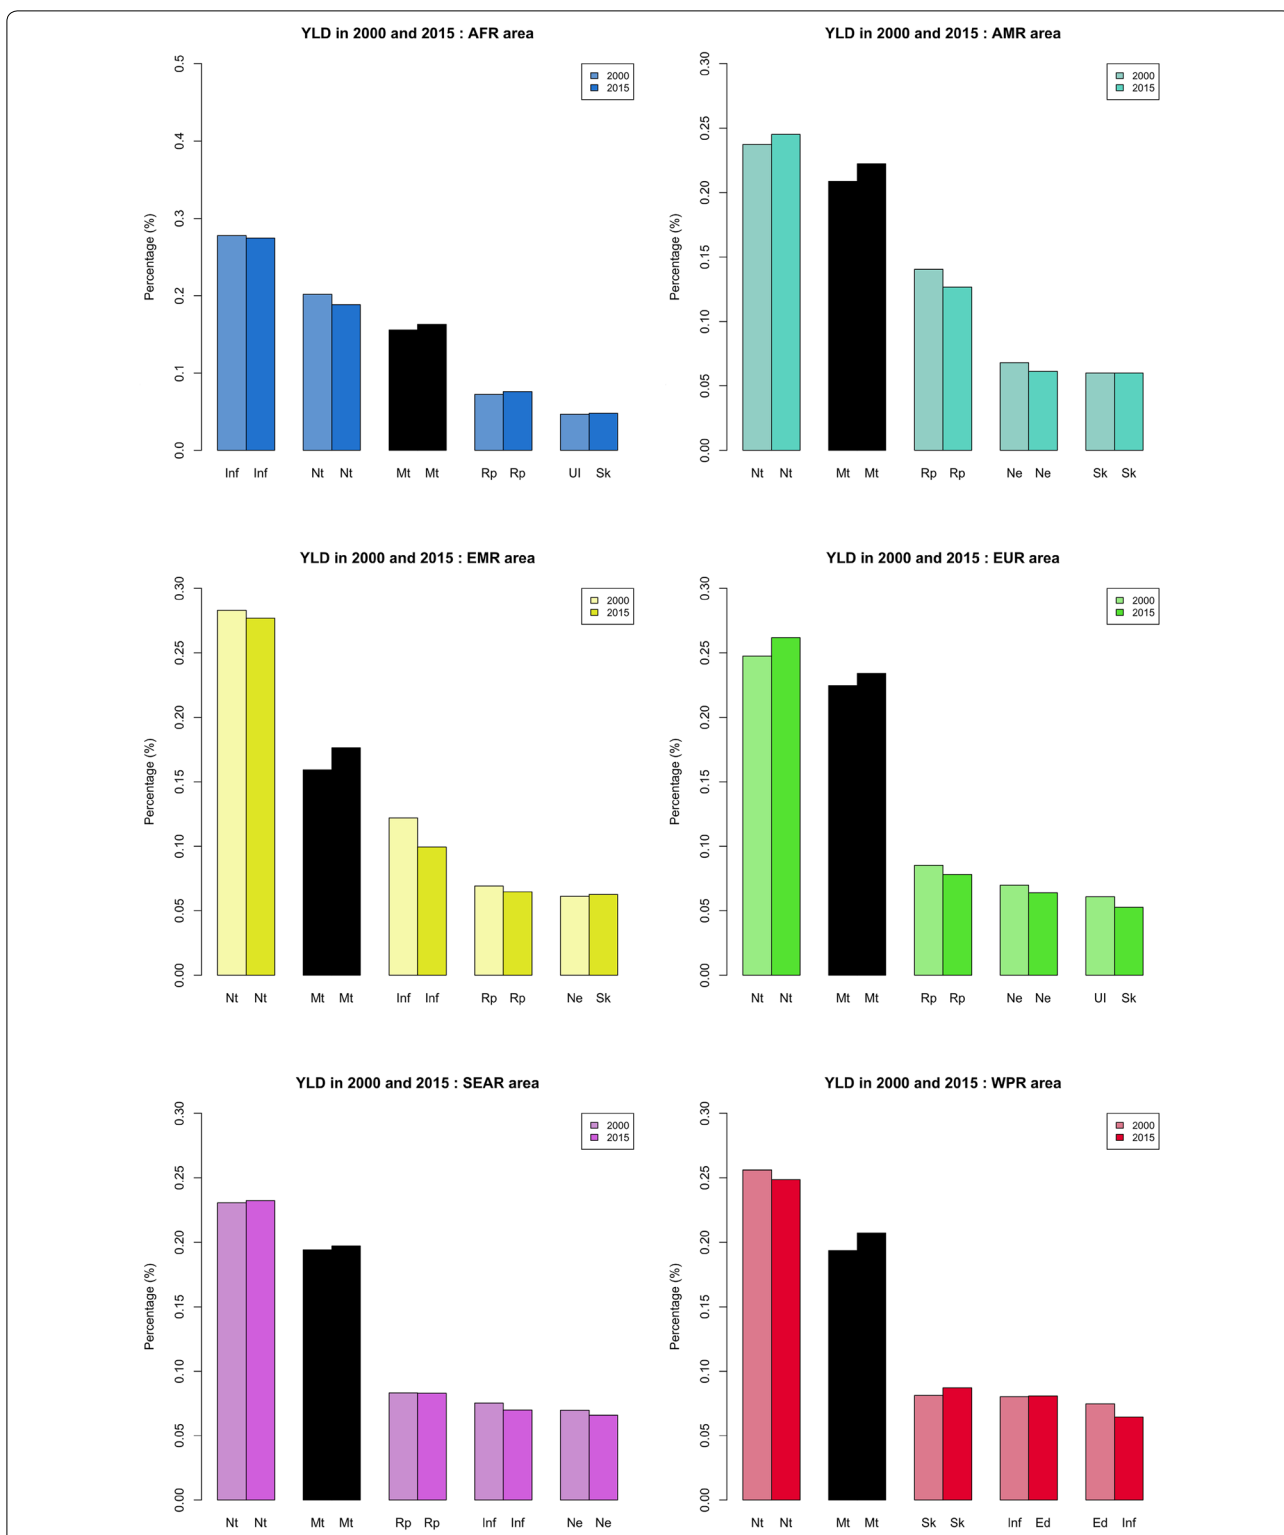 YLD in 2000 and 2015 : AFR area
Percentage (%)
0.5
0.4
0.3
0.2
0.1
0.0
2000
2015
Inf Inf Nt Nt Mt Mt Rp Rp UI Sk
YLD in 2000 and 2015 : AMR area
Percentage (%)
0.30
0.25
0.20
0.15
0.10
0.05
0.00
2000
2015
Nt Nt Mt Mt Rp Rp Ne Ne Sk Sk
YLD in 2000 and 2015 : EMR area
Percentage (%)
0.30
0.25
0.20
0.15
0.10
0.05
0.00
2000
2015
Nt Nt Mt Mt Inf Inf Rp Rp Ne Sk
YLD in 2000 and 2015 : EUR area
Percentage (%)
0.30
0.25
0.20
0.15
0.10
0.05
0.00
2000
2015
Nt Nt Mt Mt Rp Rp Ne Ne UI Sk
YLD in 2000 and 2015 : SEAR area
Percentage (%)
0.30
0.25
0.20
0.15
0.10
0.05
0.00
2000
2015
Nt Nt Mt Mt Rp Rp Inf Inf Ne Ne
YLD in 2000 and 2015 : WPR area
Percentage (%)
0.30
0.25
0.20
0.15
0.10
0.05
0.00
2000
2015
Nt Nt Mt Mt Sk Sk Inf Ed Ed Inf